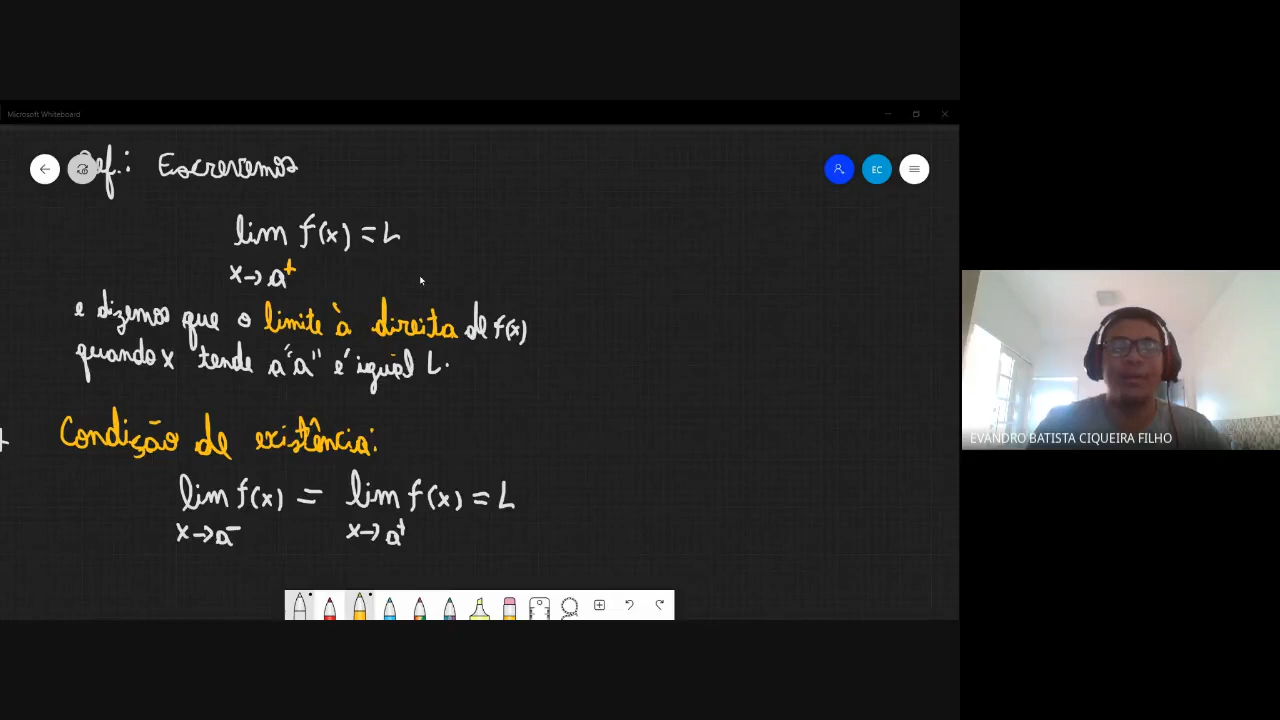 Microsoft Whiteboard
Def.: Escrevemos
EC
lim f(x) = L
x→a⁺
e dizemos que o limite à direita de f(x)
quando x tende a "a" é igual L.
Condição de existência:
lim f(x) = lim f(x) = L
x→a⁻ x→a⁺
EVANDRO BATISTA CIQUEIRA FILHO